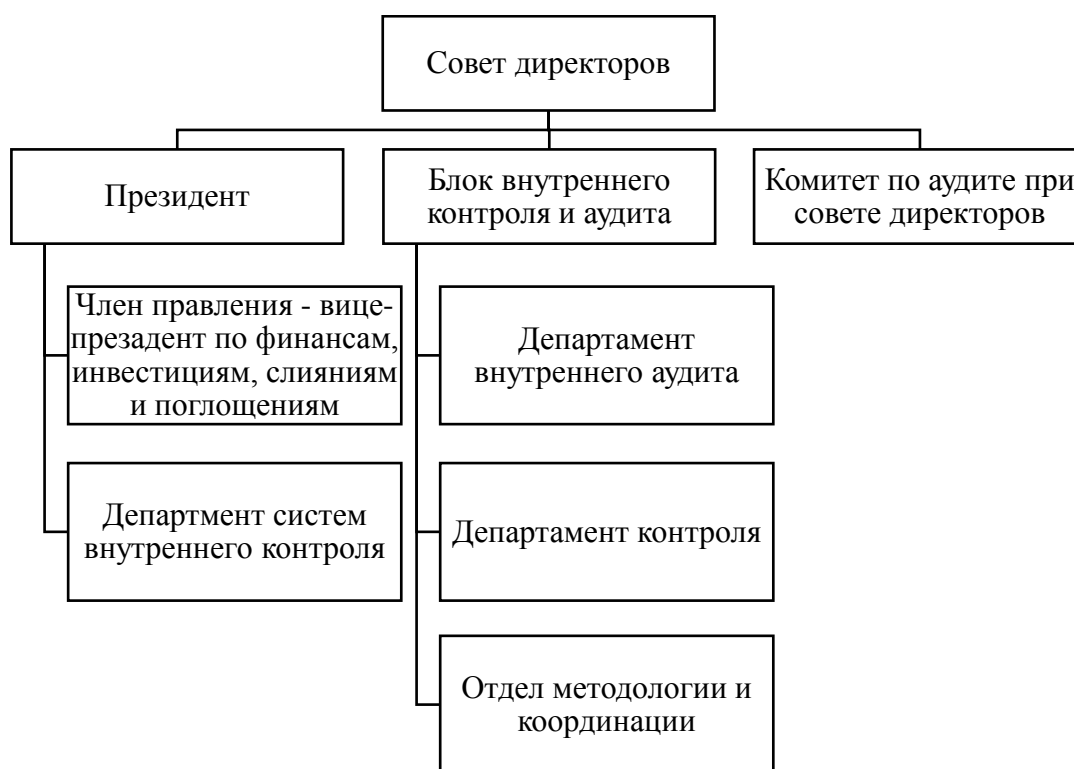 Совет директоров
Президент
Блок внутреннего
контроля и аудита
Комитет по аудите при
совете директоров
Член правления - вице-
презадент по финансам,
инвестициям, слияниям
и поглощениям
Департамент
внутреннего аудита
Департмент систем
внутреннего контроля
Департамент контроля
Отдел методологии и
координации